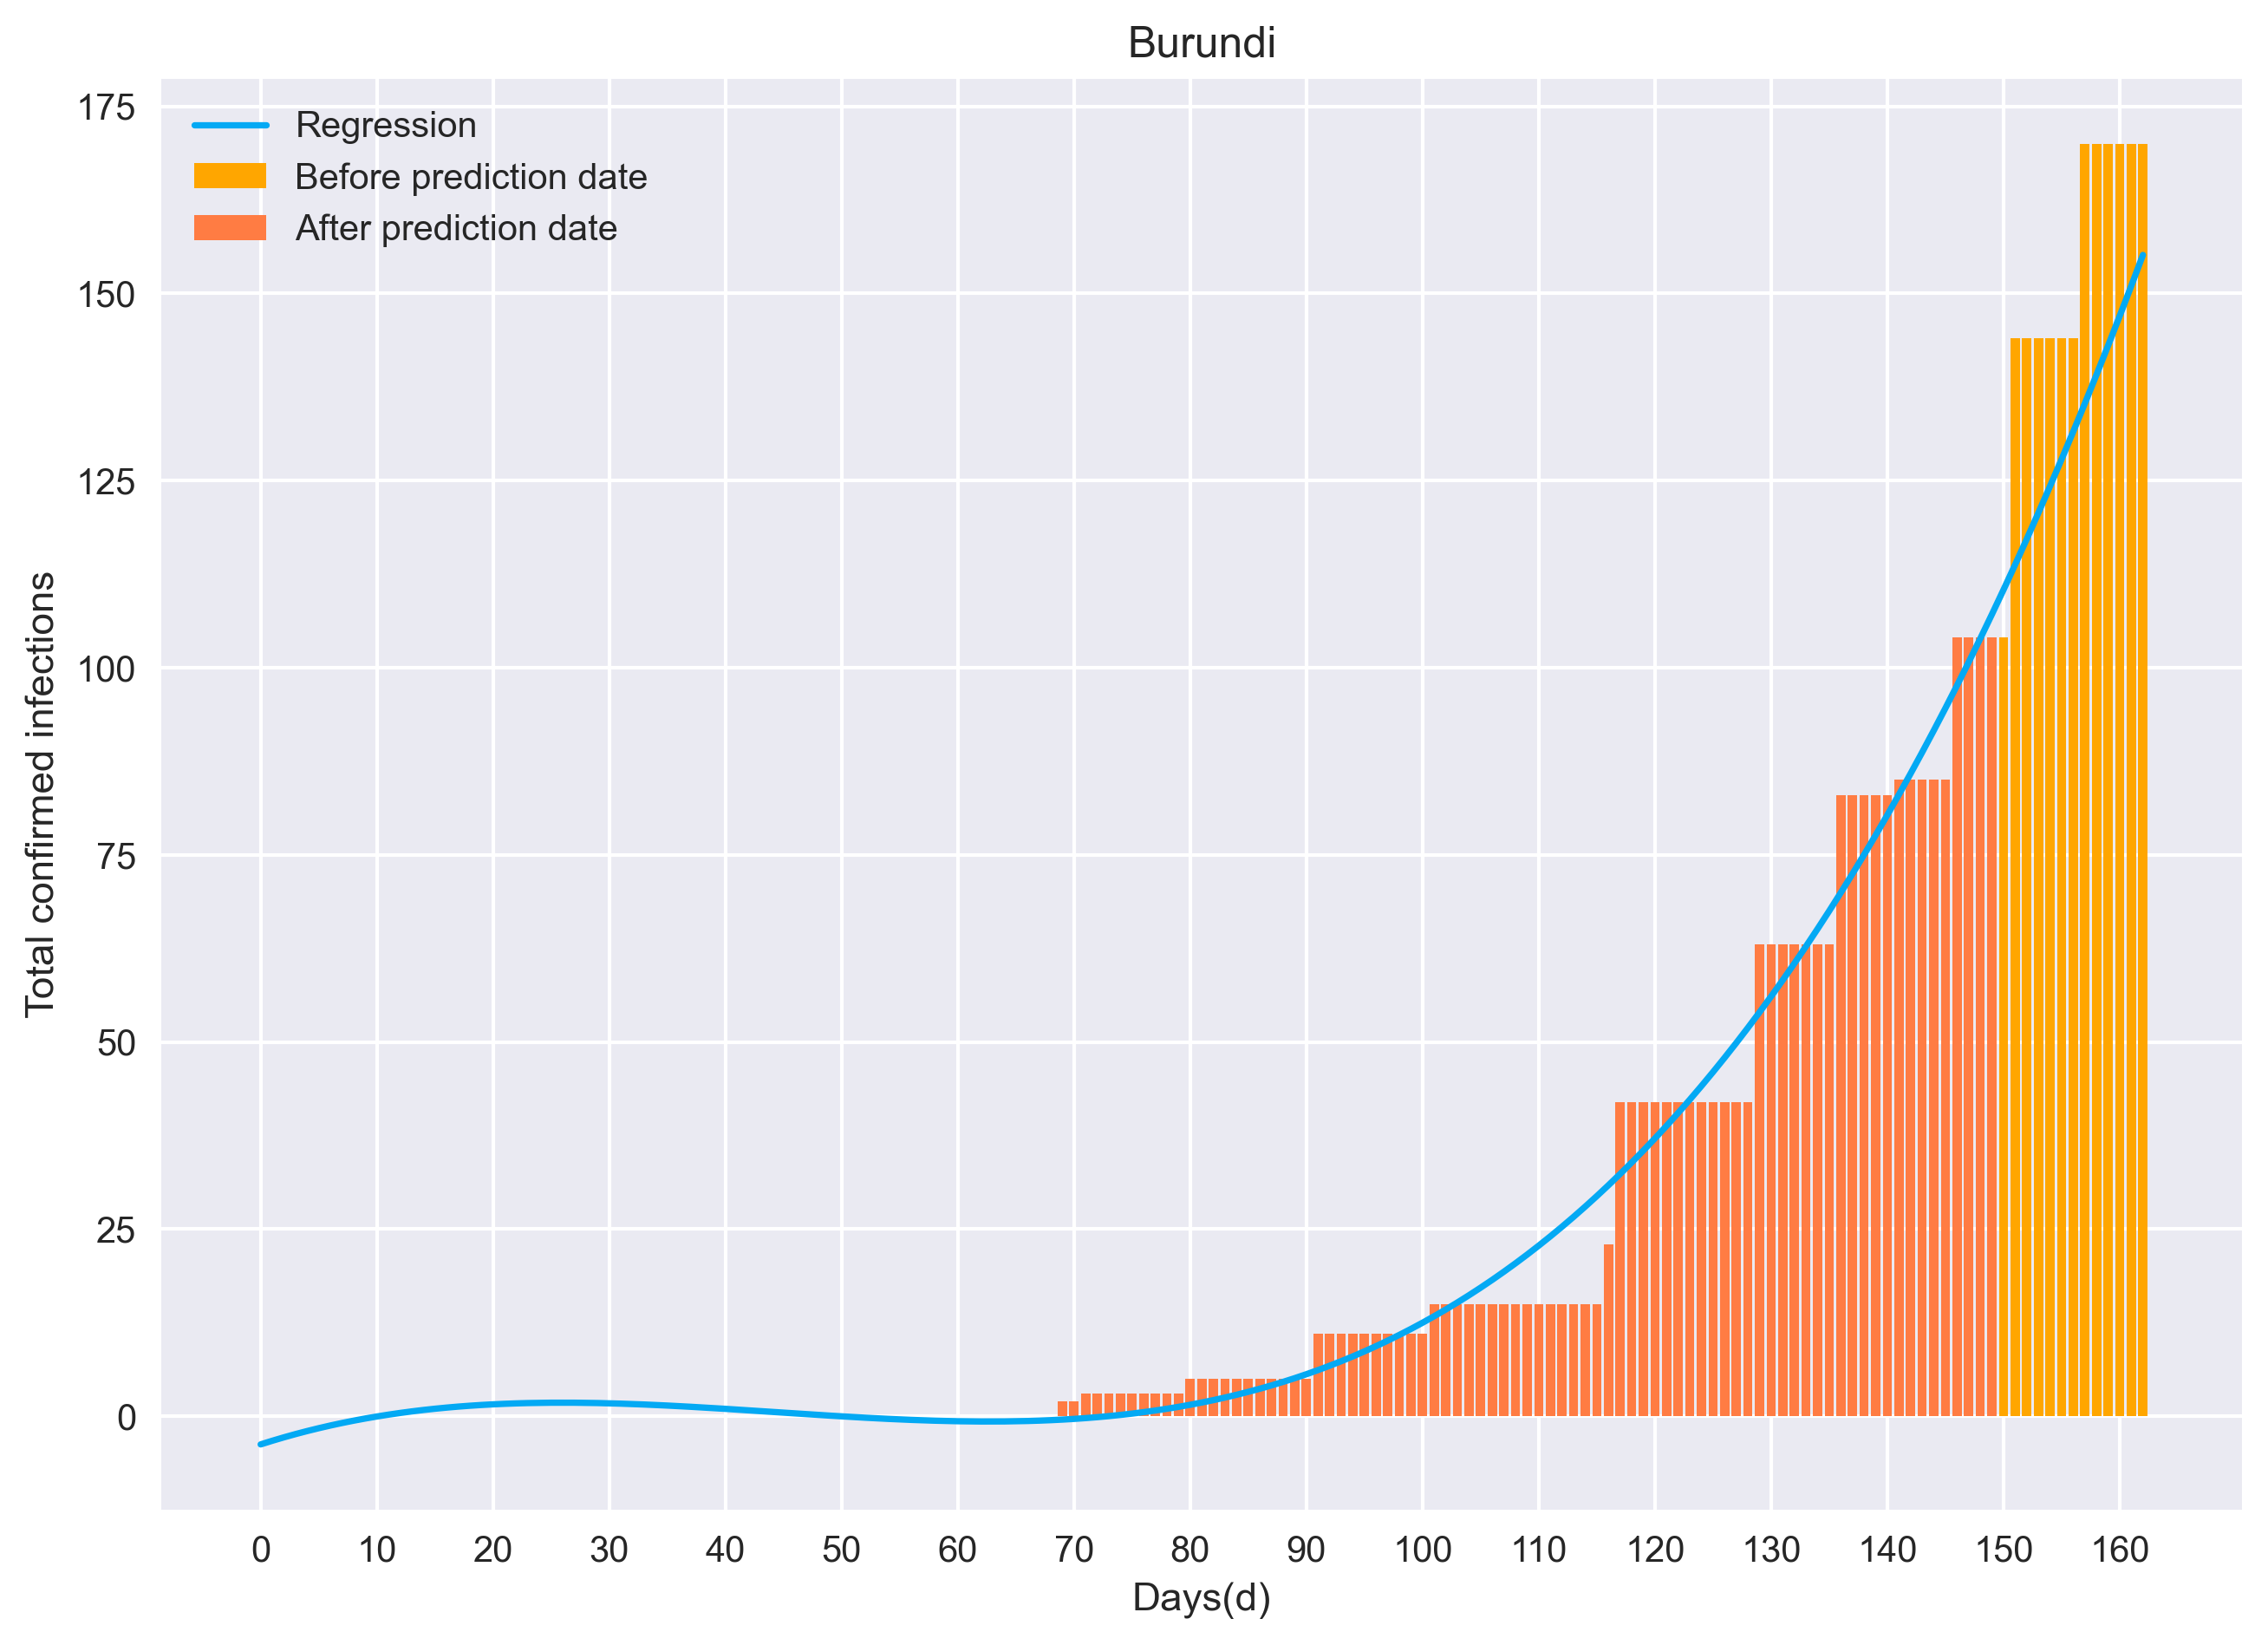 Burundi
175
150
125
100
75
50
25
0
Regression
Before prediction date
After prediction date
Total confirmed infections
0 10 20 30 40 50 60 70 80 90 100 110 120 130 140 150 160
Days(d)